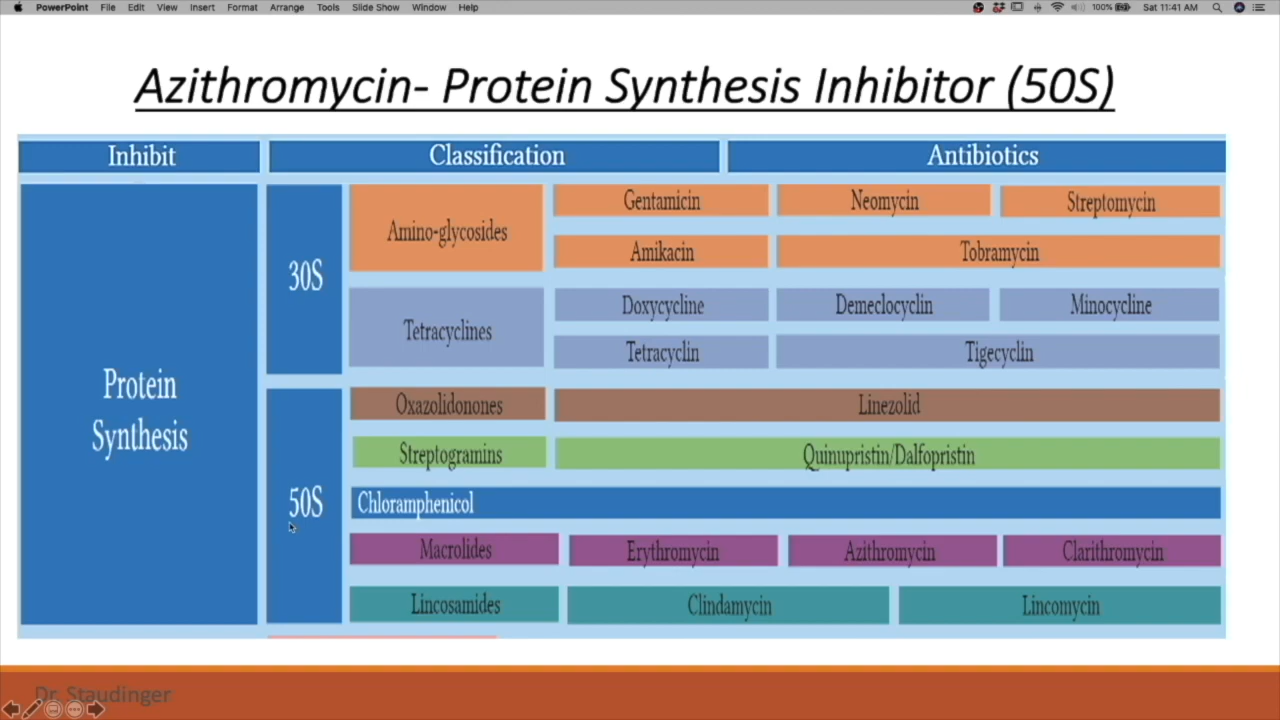 PowerPoint File Edit View Insert Format Arrange Tools Slide Show Window Help 100% Sat 11:41 AM
Azithromycin- Protein Synthesis Inhibitor (50S)
Inhibit Classification Antibiotics
Protein
Synthesis
30S
Amino-glycosides
Gentamicin Neomycin Streptomycin
Amikacin Tobramycin
Tetracyclines
Doxycycline Demeclocyclin Minocycline
Tetracyclin Tigecyclin
50S
Oxazolidonones Linezolid
Streptogramins Quinupristin/Dalfopristin
Chloramphenicol
Macrolides Erythromycin Azithromycin Clarithromycin
Lincosamides Clindamycin Lincomycin
Dr. Staudinger